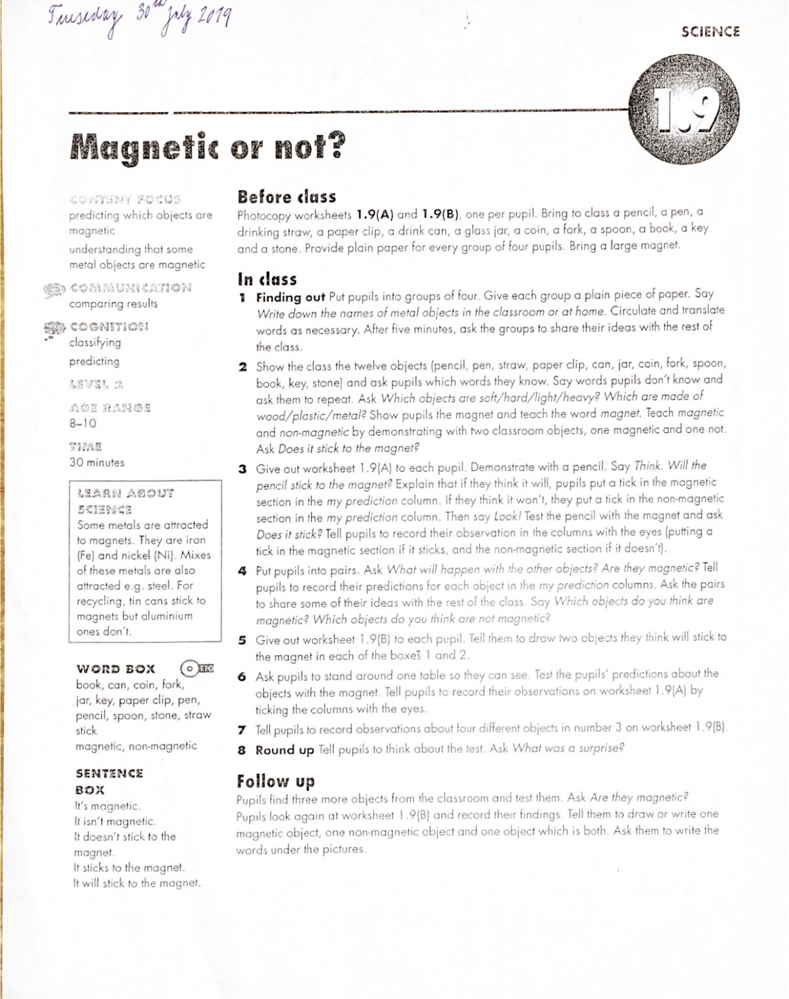 Tueseday 30th July 2019
SCIENCE
1.9
Magnetic or not?
CONTENT FOCUS
predicting which objects are
magnetic
understanding that some
metal objects are magnetic
COMMUNICATION
comparing results
COGNITION
classifying
predicting
LEVEL 2
AGE RANGE
8–10
TIME
30 minutes
LEARN ABOUT
SCIENCE
Some metals are attracted
to magnets. They are iron
(Fe) and nickel (Ni). Mixes
of these metals are also
attracted e.g. steel. For
recycling, tin cans stick to
magnets but aluminium
ones don't.
WORD BOX
book, can, coin, fork,
jar, key, paper clip, pen,
pencil, spoon, stone, straw
stick
magnetic, non-magnetic
SENTENCE
BOX
It's magnetic.
It isn't magnetic.
It doesn't stick to the
magnet.
It sticks to the magnet.
It will stick to the magnet.
Before class
Photocopy worksheets 1.9(A) and 1.9(B), one per pupil. Bring to class a pencil, a pen, a
drinking straw, a paper clip, a drink can, a glass jar, a coin, a fork, a spoon, a book, a key
and a stone. Provide plain paper for every group of four pupils. Bring a large magnet.
In class
1 Finding out Put pupils into groups of four. Give each group a plain piece of paper. Say
Write down the names of metal objects in the classroom or at home. Circulate and translate
words as necessary. After five minutes, ask the groups to share their ideas with the rest of
the class.
2 Show the class the twelve objects (pencil, pen, straw, paper clip, can, jar, coin, fork, spoon,
book, key, stone) and ask pupils which words they know. Say words pupils don't know and
ask them to repeat. Ask Which objects are soft/hard/light/heavy? Which are made of
wood/plastic/metal? Show pupils the magnet and teach the word magnet. Teach magnetic
and non-magnetic by demonstrating with two classroom objects, one magnetic and one not.
Ask Does it stick to the magnet?
3 Give out worksheet 1.9(A) to each pupil. Demonstrate with a pencil. Say Think. Will the
pencil stick to the magnet? Explain that if they think it will, pupils put a tick in the magnetic
section in the my prediction column. If they think it won't, they put a tick in the non-magnetic
section in the my prediction column. Then say Look! Test the pencil with the magnet and ask
Does it stick? Tell pupils to record their observation in the columns with the eyes (putting a
tick in the magnetic section if it sticks, and the non-magnetic section if it doesn't).
4 Put pupils into pairs. Ask What will happen with the other objects? Are they magnetic? Tell
pupils to record their predictions for each object in the my prediction columns. Ask the pairs
to share some of their ideas with the rest of the class. Say Which objects do you think are
magnetic? Which objects do you think are not magnetic?
5 Give out worksheet 1.9(B) to each pupil. Tell them to draw two objects they think will stick to
the magnet in each of the boxes 1 and 2.
6 Ask pupils to stand around one table so they can see. Test the pupils' predictions about the
objects with the magnet. Tell pupils to record their observations on worksheet 1.9(A) by
ticking the columns with the eyes.
7 Tell pupils to record observations about four different objects in number 3 on worksheet 1.9(B).
8 Round up Tell pupils to think about the test. Ask What was a surprise?
Follow up
Pupils find three more objects from the classroom and test them. Ask Are they magnetic?
Pupils look again at worksheet 1.9(B) and record their findings. Tell them to draw or write one
magnetic object, one non-magnetic object and one object which is both. Ask them to write the
words under the pictures.